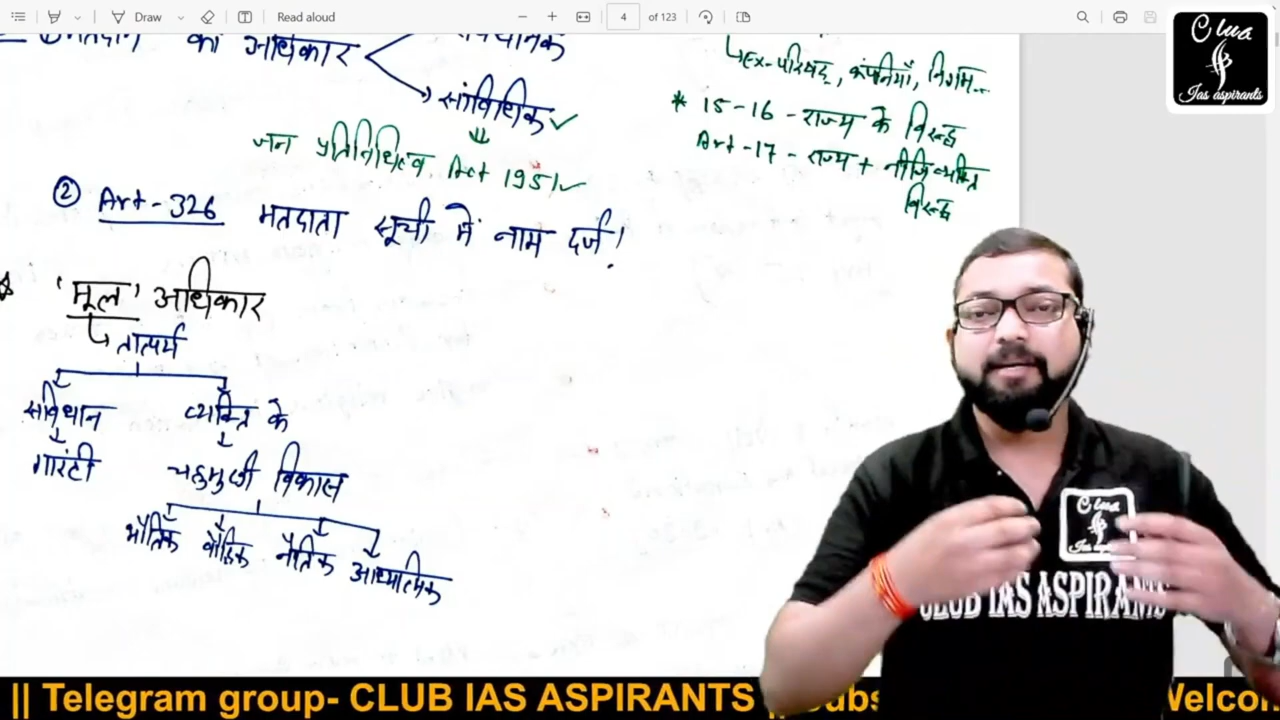 Draw
Read aloud
4 of 123
मतदान का अधिकार
सांविधिक ✓
जन प्रतिनिधित्व Act 1951 ✓
② Art-326 मतदाता सूची में नाम दर्ज!
'मूल' अधिकार
↳ तात्पर्य
संविधान व्यक्ति के
गारंटी चहुमुखी विकास
भौतिक बौद्धिक नैतिक आध्यात्मिक
↳ Ex-परिषद्, कंपनियाँ, निगम...
* 15-16 - राज्य के विरुद्ध
Art-17 - राज्य + नीजि व्यक्ति
विरुद्ध
Club
Ias aspirants
CLUB IAS ASPIRANTS
|| Telegram group- CLUB IAS ASPIRANTS ||